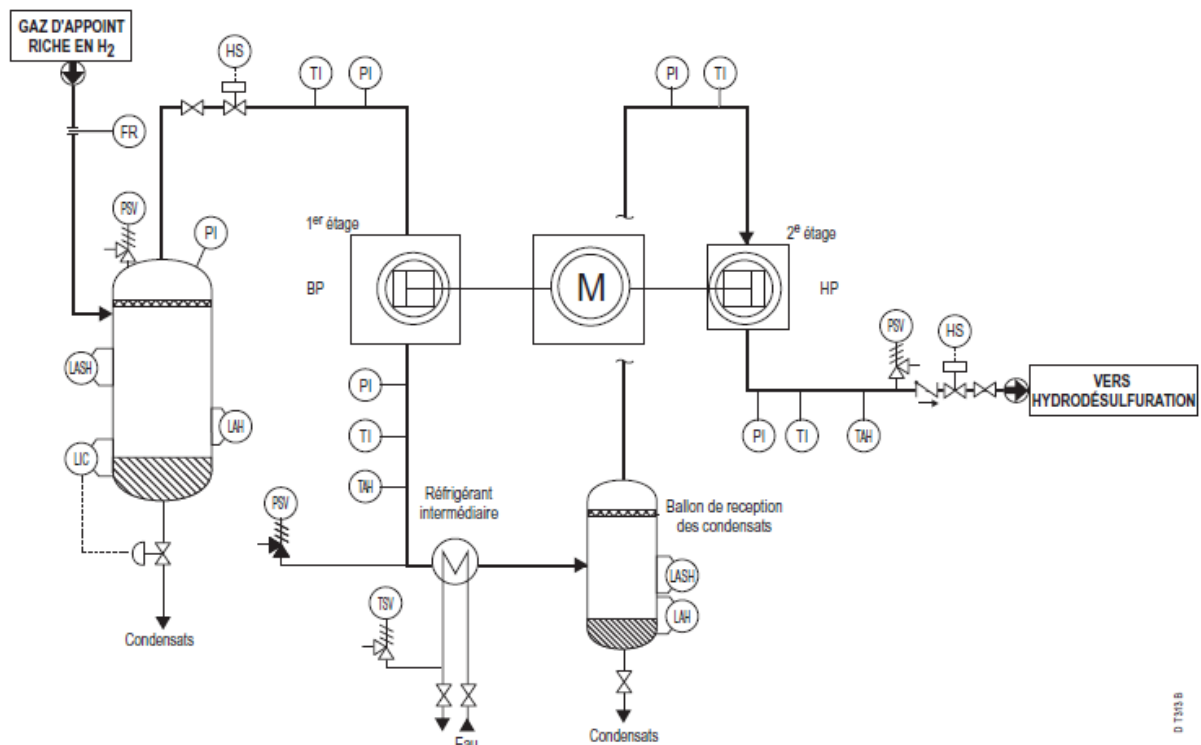 GAZ D'APPOINT
RICHE EN H2
HS
TI
PI
PI
TI
FR
PSV
PI
1er étage
2e étage
M
BP
HP
PSV
HS
LASH
PI
VERS
HYDRODÉSULFURATION
LAH
TI
PI
TI
TAH
LIC
TAH
Réfrigérant
intermédiaire
PSV
Ballon de reception
des condensats
LASH
TSV
LAH
Condensats
Eau
Condensats
D T313 B